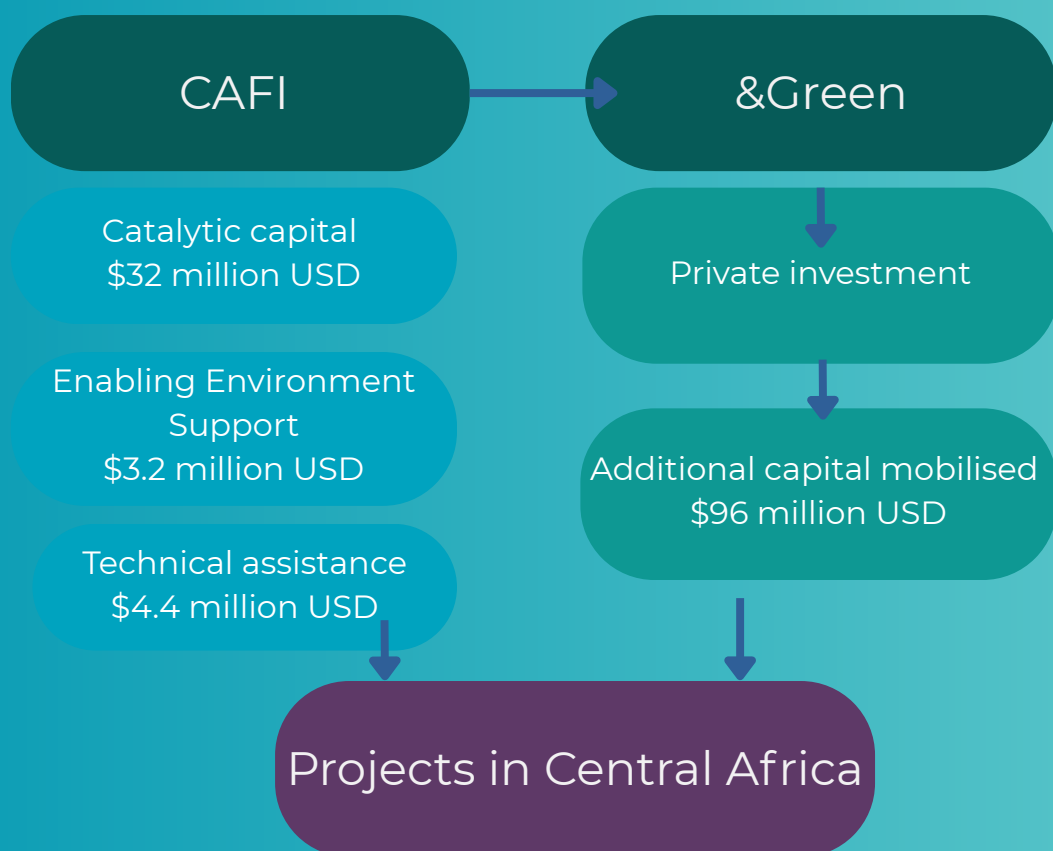 CAFI
&Green
Catalytic capital
$32 million USD
Enabling Environment
Support
$3.2 million USD
Technical assistance
$4.4 million USD
Private investment
Additional capital mobilised
$96 million USD
Projects in Central Africa